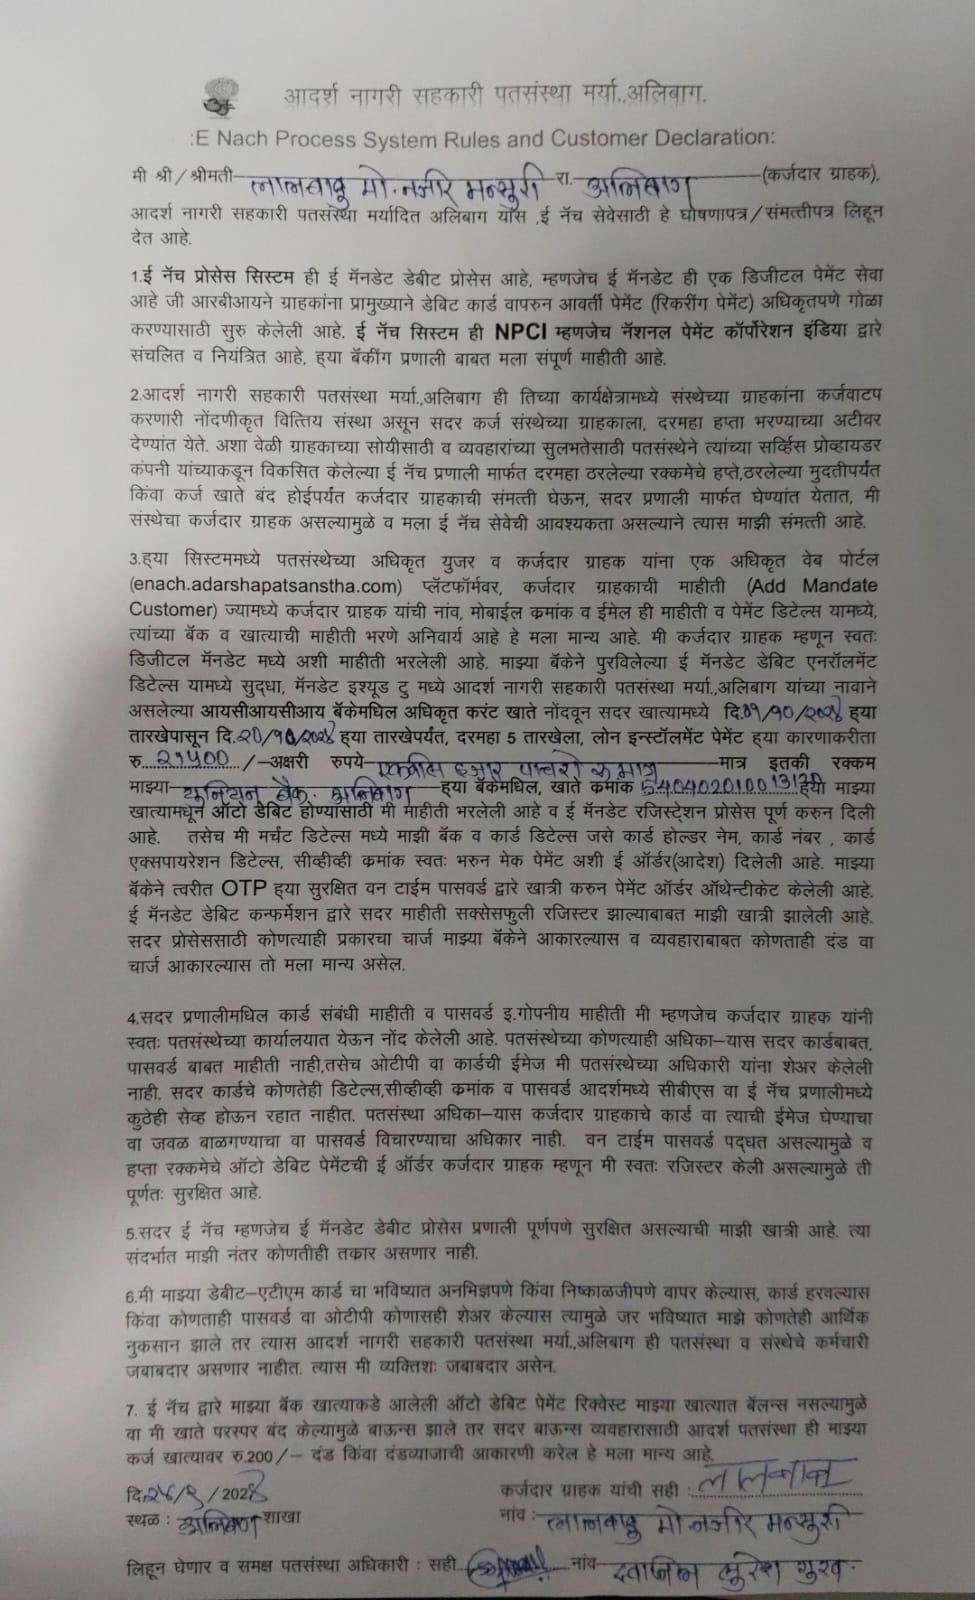 आदर्श नागरी सहकारी पतसंस्था मर्या.,अलिबाग.
:E Nach Process System Rules and Customer Declaration:
मी श्री/श्रीमती लालबाबु मो.नजीर मन्सुरी रा. अलिबाग (कर्जदार ग्राहक),
आदर्श नागरी सहकारी पतसंस्था मर्यादित अलिबाग यांस ,ई नॅच सेवेसाठी हे घोषणापत्र/संमत्तीपत्र लिहून
देत आहे.
1.ई नॅच प्रोसेस सिस्टम ही ई मॅनडेट डेबीट प्रोसेस आहे, म्हणजेच ई मॅनडेट ही एक डिजीटल पेमेंट सेवा
आहे जी आरबीआयने ग्राहकांना प्रामुख्याने डेबिट कार्ड वापरुन आवर्ती पेमेंट (रिकरींग पेमेंट) अधिकृतपणे गोळा
करण्यासाठी सुरु केलेली आहे. ई नॅच सिस्टम ही NPCI म्हणजेच नॅशनल पेमेंट कॉर्पोरेशन इंडिया द्वारे
संचलित व नियंत्रित आहे, ह्या बॅकींग प्रणाली बाबत मला संपूर्ण माहीती आहे.
2.आदर्श नागरी सहकारी पतसंस्था मर्या.,अलिबाग ही तिच्या कार्यक्षेत्रामध्ये संस्थेच्या ग्राहकांना कर्जवाटप
करणारी नोंदणीकृत वित्तिय संस्था असून सदर कर्ज संस्थेच्या ग्राहकाला, दरमहा हप्ता भरण्याच्या अटीवर
देण्यांत येते. अशा वेळी ग्राहकाच्या सोयीसाठी व व्यवहारांच्या सुलभतेसाठी पतसंस्थेने त्यांच्या सर्व्हिस प्रोव्हायडर
कंपनी यांच्याकडून विकसित केलेल्या ई नॅच प्रणाली मार्फत दरमहा ठरलेल्या रक्कमेचे हप्ते,ठरलेल्या मुदतीपर्यंत
किंवा कर्ज खाते बंद होईपर्यंत कर्जदार ग्राहकाची संमत्ती घेऊन, सदर प्रणाली मार्फत घेण्यांत येतात, मी
संस्थेचा कर्जदार ग्राहक असल्यामुळे व मला ई नॅच सेवेची आवश्यकता असल्याने त्यास माझी संमत्ती आहे.
3.ह्या सिस्टममध्ये पतसंस्थेच्या अधिकृत युजर व कर्जदार ग्राहक यांना एक अधिकृत वेब पोर्टल
(enach.adarshapatsanstha.com) प्लॅटफॉर्मवर, कर्जदार ग्राहकाची माहीती (Add Mandate
Customer) ज्यामध्ये कर्जदार ग्राहक यांची नांव, मोबाईल क्रमांक व ईमेल ही माहीती व पेमेंट डिटेल्स यामध्ये,
त्यांच्या बॅक व खात्याची माहीती भरणे अनिवार्य आहे हे मला मान्य आहे. मी कर्जदार ग्राहक म्हणून स्वतः
डिजीटल मॅनडेट मध्ये अशी माहीती भरलेली आहे. माझ्या बॅकेने पुरविलेल्या ई मॅनडेट डेबिट एनरॉलमेंट
डिटेल्स यामध्ये सुद्धा, मॅनडेट इश्यूड टु मध्ये आदर्श नागरी सहकारी पतसंस्था मर्या.,अलिबाग यांच्या नावाने
असलेल्या आयसीआयसीआय बॅकेमधिल अधिकृत करंट खाते नोंदवून सदर खात्यामध्ये दि.01/10/2024 ह्या
तारखेपासून दि. ह्या तारखेपर्यंत, दरमहा 5 तारखेला, लोन इन्स्टॉलमेंट पेमेंट ह्या कारणाकरीता
रु 21500 /-अक्षरी रुपये एकवीस हजार पाचशे रु मात्र मात्र इतकी रक्कम
माझ्या युनियन बँक. अलिबाग ह्या बॅकेमधिल, खाते क्रमांक ह्या माझ्या
खात्यामधून ऑटो डेबिट होण्यांसाठी मी माहीती भरलेली आहे व ई मॅनडेट रजिस्ट्रेशन प्रोसेस पूर्ण करुन दिली
आहे. तसेच मी मर्चंट डिटेल्स मध्ये माझी बॅक व कार्ड डिटेल्स जसे कार्ड होल्डर नेम, कार्ड नंबर , कार्ड
एक्सपायरेशन डिटेल्स, सीव्हीव्ही क्रमांक स्वतः भरुन मेक पेमेंट अशी ई ऑर्डर(आदेश) दिलेली आहे. माझ्या
बॅकेने त्वरीत OTP ह्या सुरक्षित वन टाईम पासवर्ड द्वारे खात्री करुन पेमेंट ऑर्डर ऑथेन्टीकेट केलेली आहे.
ई मॅनडेट डेबिट कन्फर्मेशन द्वारे सदर माहीती सक्सेसफुली रजिस्टर झाल्याबाबत माझी खात्री झालेली आहे.
सदर प्रोसेससाठी कोणत्याही प्रकारचा चार्ज माझ्या बॅकेने आकारल्यास व व्यवहाराबाबत कोणताही दंड वा
चार्ज आकारल्यास तो मला मान्य असेल.
4.सदर प्रणालीमधिल कार्ड संबंधी माहीती व पासवर्ड इ.गोपनीय माहीती मी म्हणजेच कर्जदार ग्राहक यांनी
स्वतः पतसंस्थेच्या कार्यालयात येऊन नोंद केलेली आहे. पतसंस्थेच्या कोणत्याही अधिका-यास सदर कार्डबाबत,
पासवर्ड बाबत माहीती नाही,तसेच ओटीपी वा कार्डची ईमेज मी पतसंस्थेच्या अधिकारी यांना शेअर केलेली
नाही. सदर कार्डचे कोणतेही डिटेल्स,सीव्हीव्ही क्रमांक व पासवर्ड आदर्शमध्ये सीबीएस वा ई नॅच प्रणालीमध्ये
कुठेही सेव्ह होऊन रहात नाहीत. पतसंस्था अधिका-यास कर्जदार ग्राहकाचे कार्ड वा त्याची ईमेज घेण्याचा
वा जवळ बाळगण्याचा वा पासवर्ड विचारण्याचा अधिकार नाही. वन टाईम पासवर्ड पद्धत असल्यामुळे व
हप्ता रक्कमेचे ऑटो डेबिट पेमेंटची ई ऑर्डर कर्जदार ग्राहक म्हणून मी स्वतः रजिस्टर केली असल्यामुळे ती
पूर्णतः सुरक्षित आहे.
5.सदर ई नॅच म्हणजेच ई मॅनडेट डेबीट प्रोसेस प्रणाली पूर्णपणे सुरक्षित असल्याची माझी खात्री आहे. त्या
संदर्भात माझी नंतर कोणतीही तकार असणार नाही.
6.मी माझ्या डेबीट-एटीएम कार्ड चा भविष्यात अनभिज्ञपणे किंवा निष्काळजीपणे वापर केल्यास, कार्ड हरवल्यास
किंवा कोणताही पासवर्ड वा ओटीपी कोणासही शेअर केल्यास त्यामुळे जर भविष्यात माझे कोणतेही आर्थिक
नुकसान झाले तर त्यास आदर्श नागरी सहकारी पतसंस्था मर्या.,अलिबाग ही पतसंस्था व संस्थेचे कर्मचारी
जबाबदार असणार नाहीत. त्यास मी व्यक्तिशः जबाबदार असेन.
7. ई नॅच द्वारे माझ्या बॅक खात्याकडे आलेली ऑटो डेबिट पेमेंट रिक्वेस्ट माझ्या खात्यात बॅलन्स नसल्यामुळे
वा मी खाते परस्पर बंद केल्यामुळे बाऊन्स झाले तर सदर बाऊन्स व्यवहारासाठी आदर्श पतसंस्था ही माझ्या
कर्ज खात्यावर रु.200/- दंड किंवा दंडव्याजाची आकारणी करेल हे मला मान्य आहे.
दि. /9/2024 कर्जदार ग्राहक यांची सही : लालबाबु
स्थळ : अलिबाग शाखा नांव : लालबाबु मो नजीर मन्सुरी
लिहून घेणार व समक्ष पतसंस्था अधिकारी : सही नांव सुरेश गुरव.